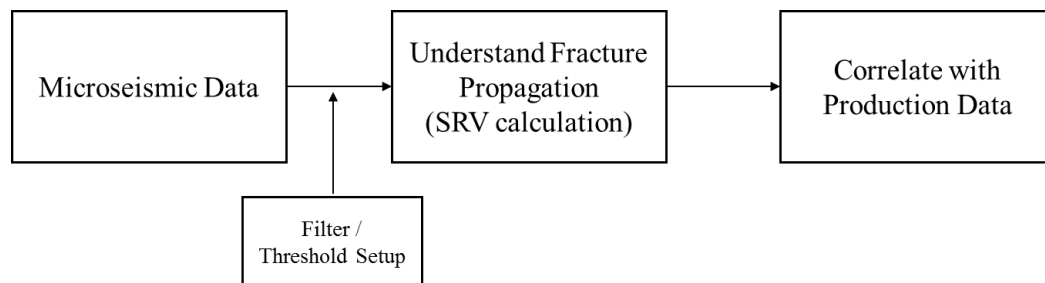 Microseismic Data
Understand Fracture
Propagation
(SRV calculation)
Correlate with
Production Data
Filter /
Threshold Setup